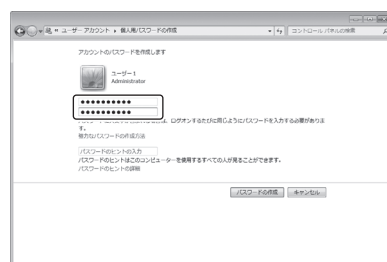 ユーザー アカウント ▸ 個人用パスワードの作成
コントロール パネルの検索
アカウントのパスワードを作成します
ユーザー1
Administrator
●●●●●●●●●●
●●●●●●●●●●
ログオンするたびに同じようにパスワードを入力する必要がありま
す。
強力なパスワードの作成方法
パスワードのヒントの入力
パスワードのヒントはこのコンピューターを使用するすべての人が見ることができます。
パスワードのヒントの詳細
パスワードの作成
キャンセル